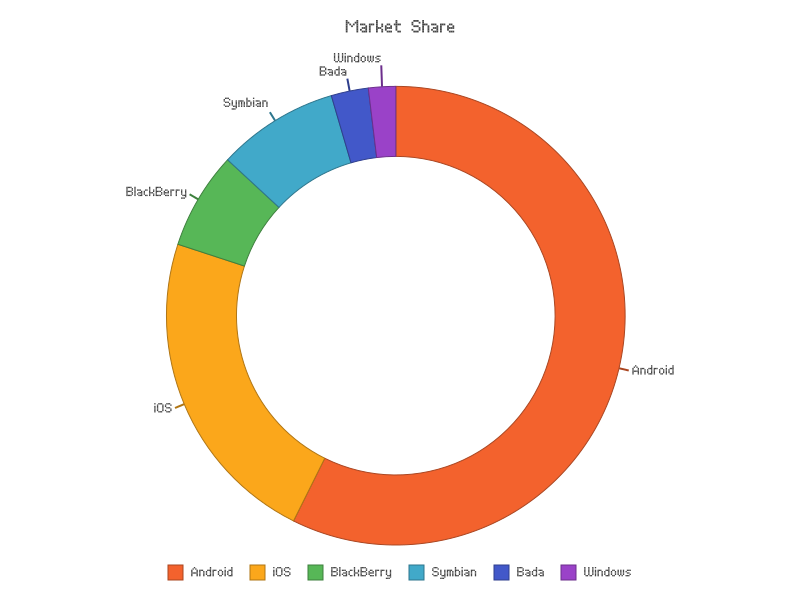 Market Share
Windows
Bada
Symbian
BlackBerry
Android
iOS
Android iOS BlackBerry Symbian Bada Windows